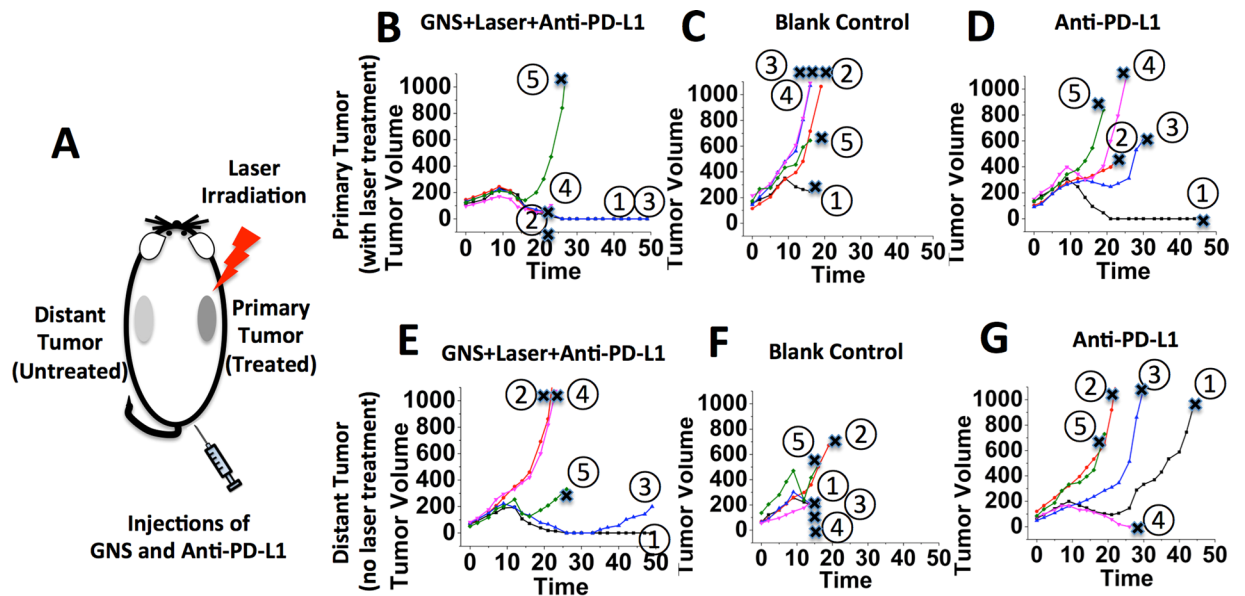 A
Laser
Irradiation
Distant
Tumor
(Untreated)
Primary
Tumor
(Treated)
Injections of
GNS and Anti-PD-L1
Primary Tumor
(with laser treatment)
B
GNS+Laser+Anti-PD-L1
Tumor Volume
1000
800
600
400
200
0
5
4
2
1
3
0 10 20 30 40 50
Time
C
Blank Control
Tumor Volume
1000
800
600
400
200
0
3
2
4
5
1
0 10 20 30 40 50
Time
D
Anti-PD-L1
Tumor Volume
1000
800
600
400
200
0
4
5
2
3
1
0 10 20 30 40 50
Time
Distant Tumor
(no laser treatment)
E
GNS+Laser+Anti-PD-L1
Tumor Volume
1000
800
600
400
200
0
2
4
5
3
1
0 10 20 30 40 50
Time
F
Blank Control
Tumor Volume
1000
800
600
400
200
0
5
2
1
3
4
0 10 20 30 40 50
Time
G
Anti-PD-L1
Tumor Volume
1000
800
600
400
200
0
2
3
1
5
4
0 10 20 30 40 50
Time